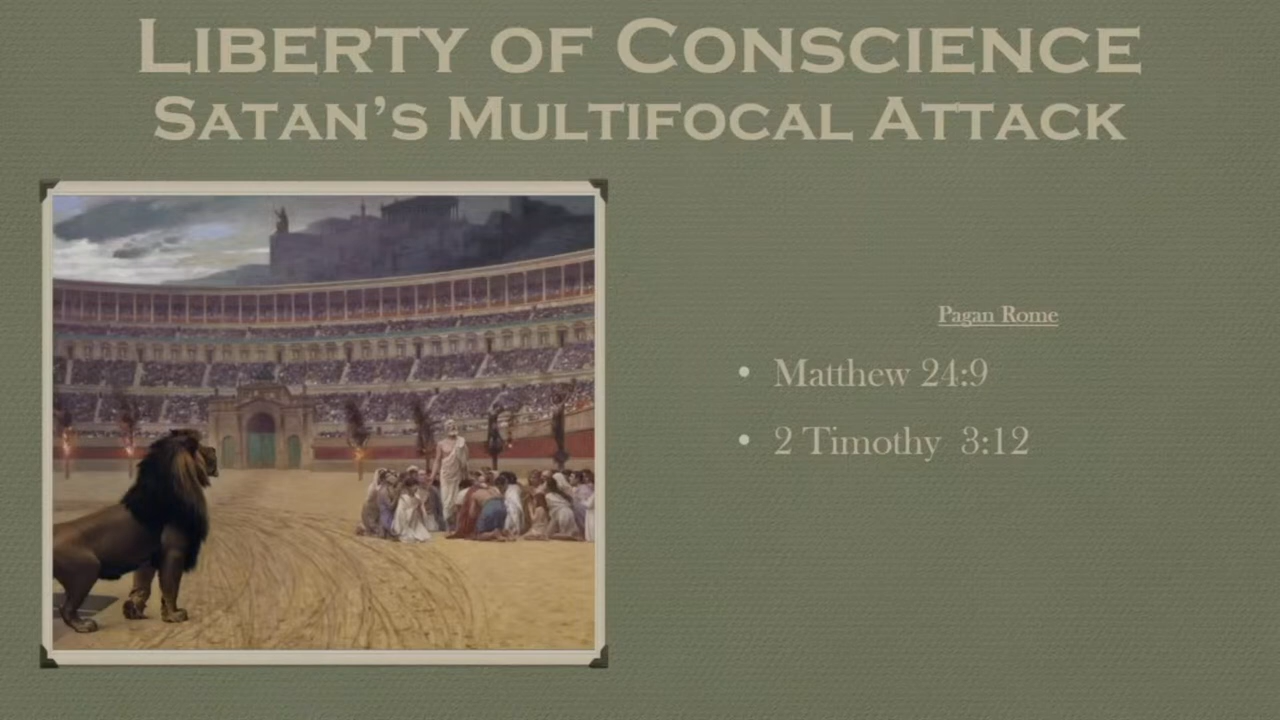 Liberty of Conscience
Satan's Multifocal Attack
Pagan Rome
• Matthew 24:9
• 2 Timothy 3:12